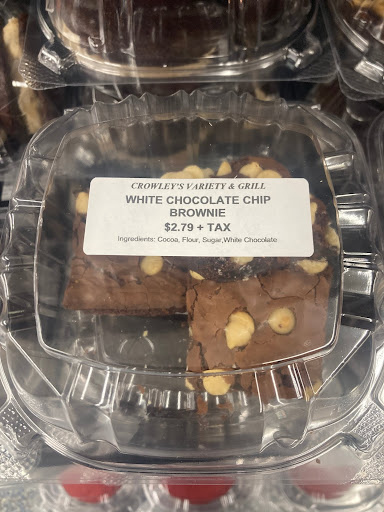 CROWLEY'S VARIETY & GRILL
WHITE CHOCOLATE CHIP
BROWNIE
$2.79 + TAX
Ingredients: Cocoa, Flour, Sugar,White Chocolate